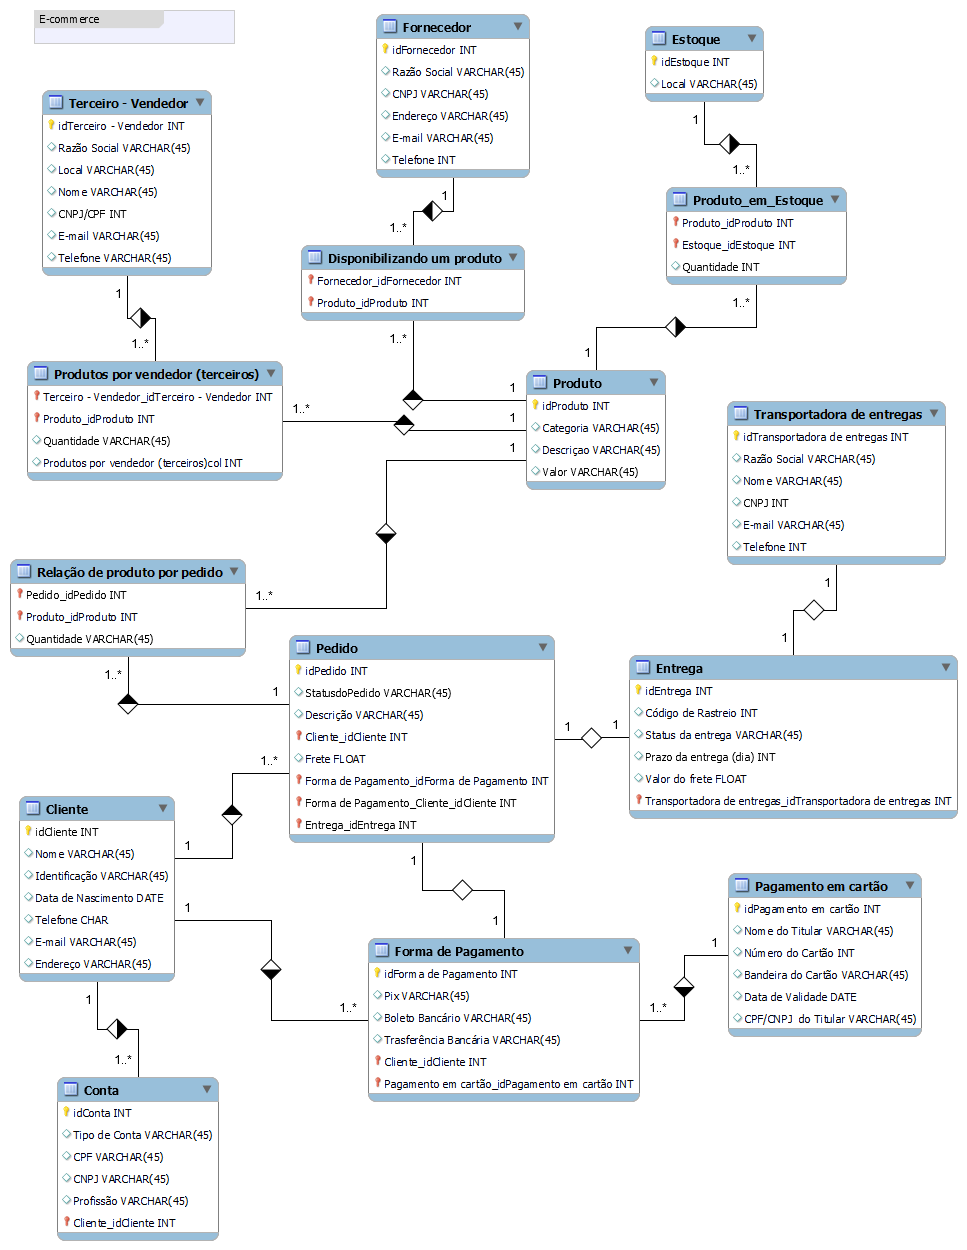 E-commerce
Fornecedor
idFornecedor INT
Razão Social VARCHAR(45)
CNPJ VARCHAR(45)
Endereço VARCHAR(45)
E-mail VARCHAR(45)
Telefone INT
Estoque
idEstoque INT
Local VARCHAR(45)
Terceiro - Vendedor
idTerceiro - Vendedor INT
Razão Social VARCHAR(45)
Local VARCHAR(45)
Nome VARCHAR(45)
CNPJ/CPF INT
E-mail VARCHAR(45)
Telefone VARCHAR(45)
1
1..*
1
1..*
1
1..*
Produto_em_Estoque
Produto_idProduto INT
Estoque_idEstoque INT
Quantidade INT
Disponibilizando um produto
Fornecedor_idFornecedor INT
Produto_idProduto INT
1..*
1
1..*
1
Produtos por vendedor (terceiros)
Terceiro - Vendedor_idTerceiro - Vendedor INT
Produto_idProduto INT
Quantidade VARCHAR(45)
Produtos por vendedor (terceiros)col INT
1..*
1
1
Produto
idProduto INT
Categoria VARCHAR(45)
Descriçao VARCHAR(45)
Valor VARCHAR(45)
Transportadora de entregas
idTransportadora de entregas INT
Razão Social VARCHAR(45)
Nome VARCHAR(45)
CNPJ INT
E-mail VARCHAR(45)
Telefone INT
Relação de produto por pedido
Pedido_idPedido INT
Produto_idProduto INT
Quantidade VARCHAR(45)
1..*
1
1
1..*
1
Pedido
idPedido INT
StatusdoPedido VARCHAR(45)
Descrição VARCHAR(45)
Cliente_idCliente INT
Frete FLOAT
Forma de Pagamento_idForma de Pagamento INT
Forma de Pagamento_Cliente_idCliente INT
Entrega_idEntrega INT
1
1
Entrega
idEntrega INT
Código de Rastreio INT
Status da entrega VARCHAR(45)
Prazo da entrega (dia) INT
Valor do frete FLOAT
Transportadora de entregas_idTransportadora de entregas INT
1..*
1
Cliente
idCliente INT
Nome VARCHAR(45)
Identificação VARCHAR(45)
Data de Nascimento DATE
Telefone CHAR
E-mail VARCHAR(45)
Endereço VARCHAR(45)
1
1
1
1..*
Forma de Pagamento
idForma de Pagamento INT
Pix VARCHAR(45)
Boleto Bancário VARCHAR(45)
Trasferência Bancária VARCHAR(45)
Cliente_idCliente INT
Pagamento em cartão_idPagamento em cartão INT
1
1..*
Pagamento em cartão
idPagamento em cartão INT
Nome do Titular VARCHAR(45)
Número do Cartão INT
Bandeira do Cartão VARCHAR(45)
Data de Validade DATE
CPF/CNPJ do Titular VARCHAR(45)
1
1..*
Conta
idConta INT
Tipo de Conta VARCHAR(45)
CPF VARCHAR(45)
CNPJ VARCHAR(45)
Profissão VARCHAR(45)
Cliente_idCliente INT